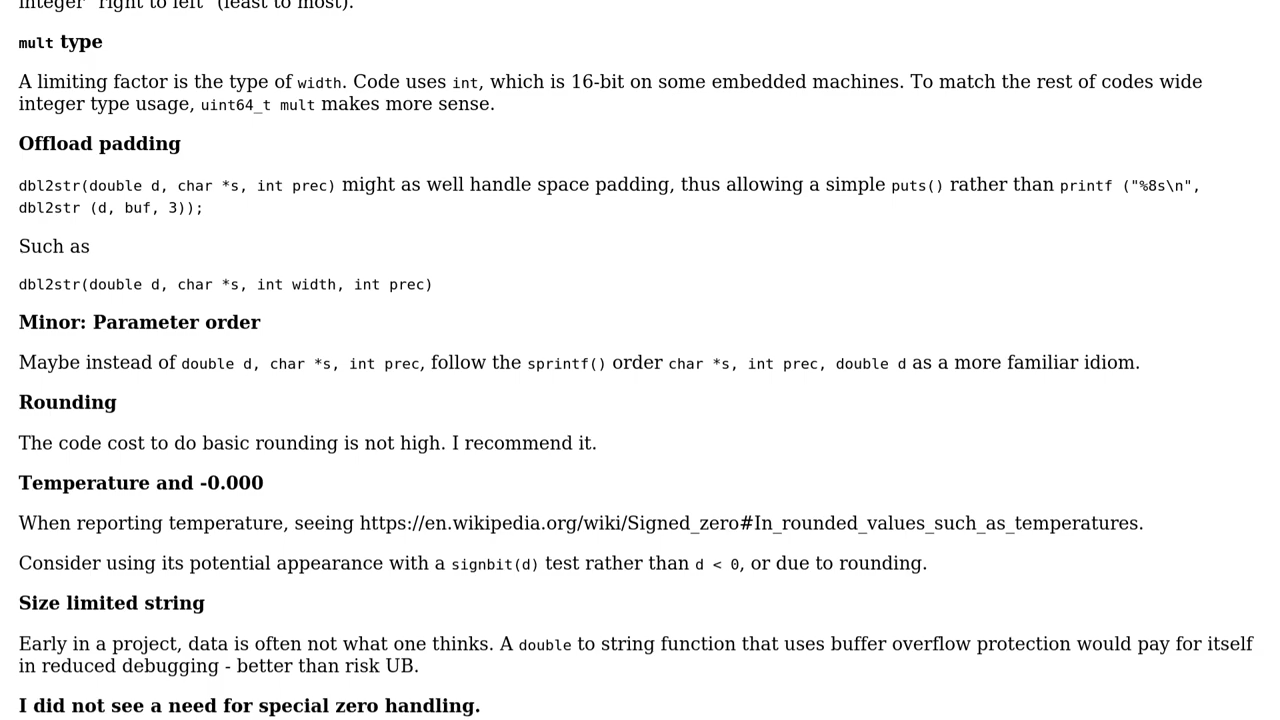 integer "right to left" (least to most).
mult type
A limiting factor is the type of width. Code uses int, which is 16-bit on some embedded machines. To match the rest of codes wide
integer type usage, uint64_t mult makes more sense.
Offload padding
dbl2str(double d, char *s, int prec) might as well handle space padding, thus allowing a simple puts() rather than printf ("%8s\n",
dbl2str (d, buf, 3));
Such as
dbl2str(double d, char *s, int width, int prec)
Minor: Parameter order
Maybe instead of double d, char *s, int prec, follow the sprintf() order char *s, int prec, double d as a more familiar idiom.
Rounding
The code cost to do basic rounding is not high. I recommend it.
Temperature and -0.000
When reporting temperature, seeing https://en.wikipedia.org/wiki/Signed_zero#In_rounded_values_such_as_temperatures.
Consider using its potential appearance with a signbit(d) test rather than d < 0, or due to rounding.
Size limited string
Early in a project, data is often not what one thinks. A double to string function that uses buffer overflow protection would pay for itself
in reduced debugging - better than risk UB.
I did not see a need for special zero handling.